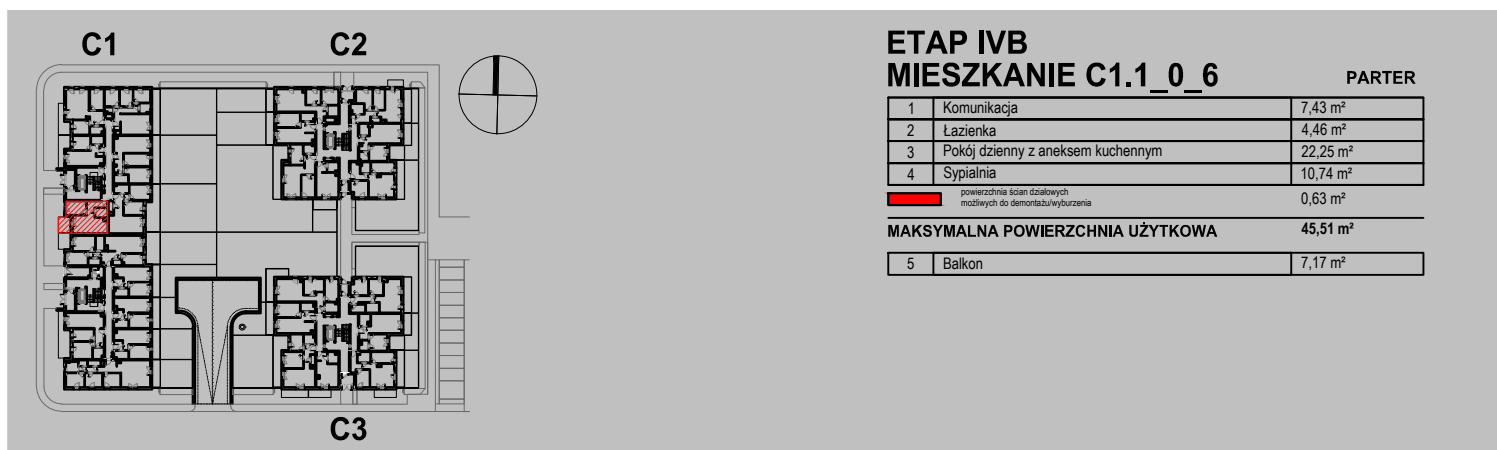 C1
C2
C3
ETAP IVB
MIESZKANIE C1.1_0_6
PARTER
1 Komunikacja 7,43 m²
2 Łazienka 4,46 m²
3 Pokój dzienny z aneksem kuchennym 22,25 m²
4 Sypialnia 10,74 m²
powierzchnia ścian działowych
możliwych do demontażu/wyburzenia
0,63 m²
MAKSYMALNA POWIERZCHNIA UŻYTKOWA 45,51 m²
5 Balkon 7,17 m²